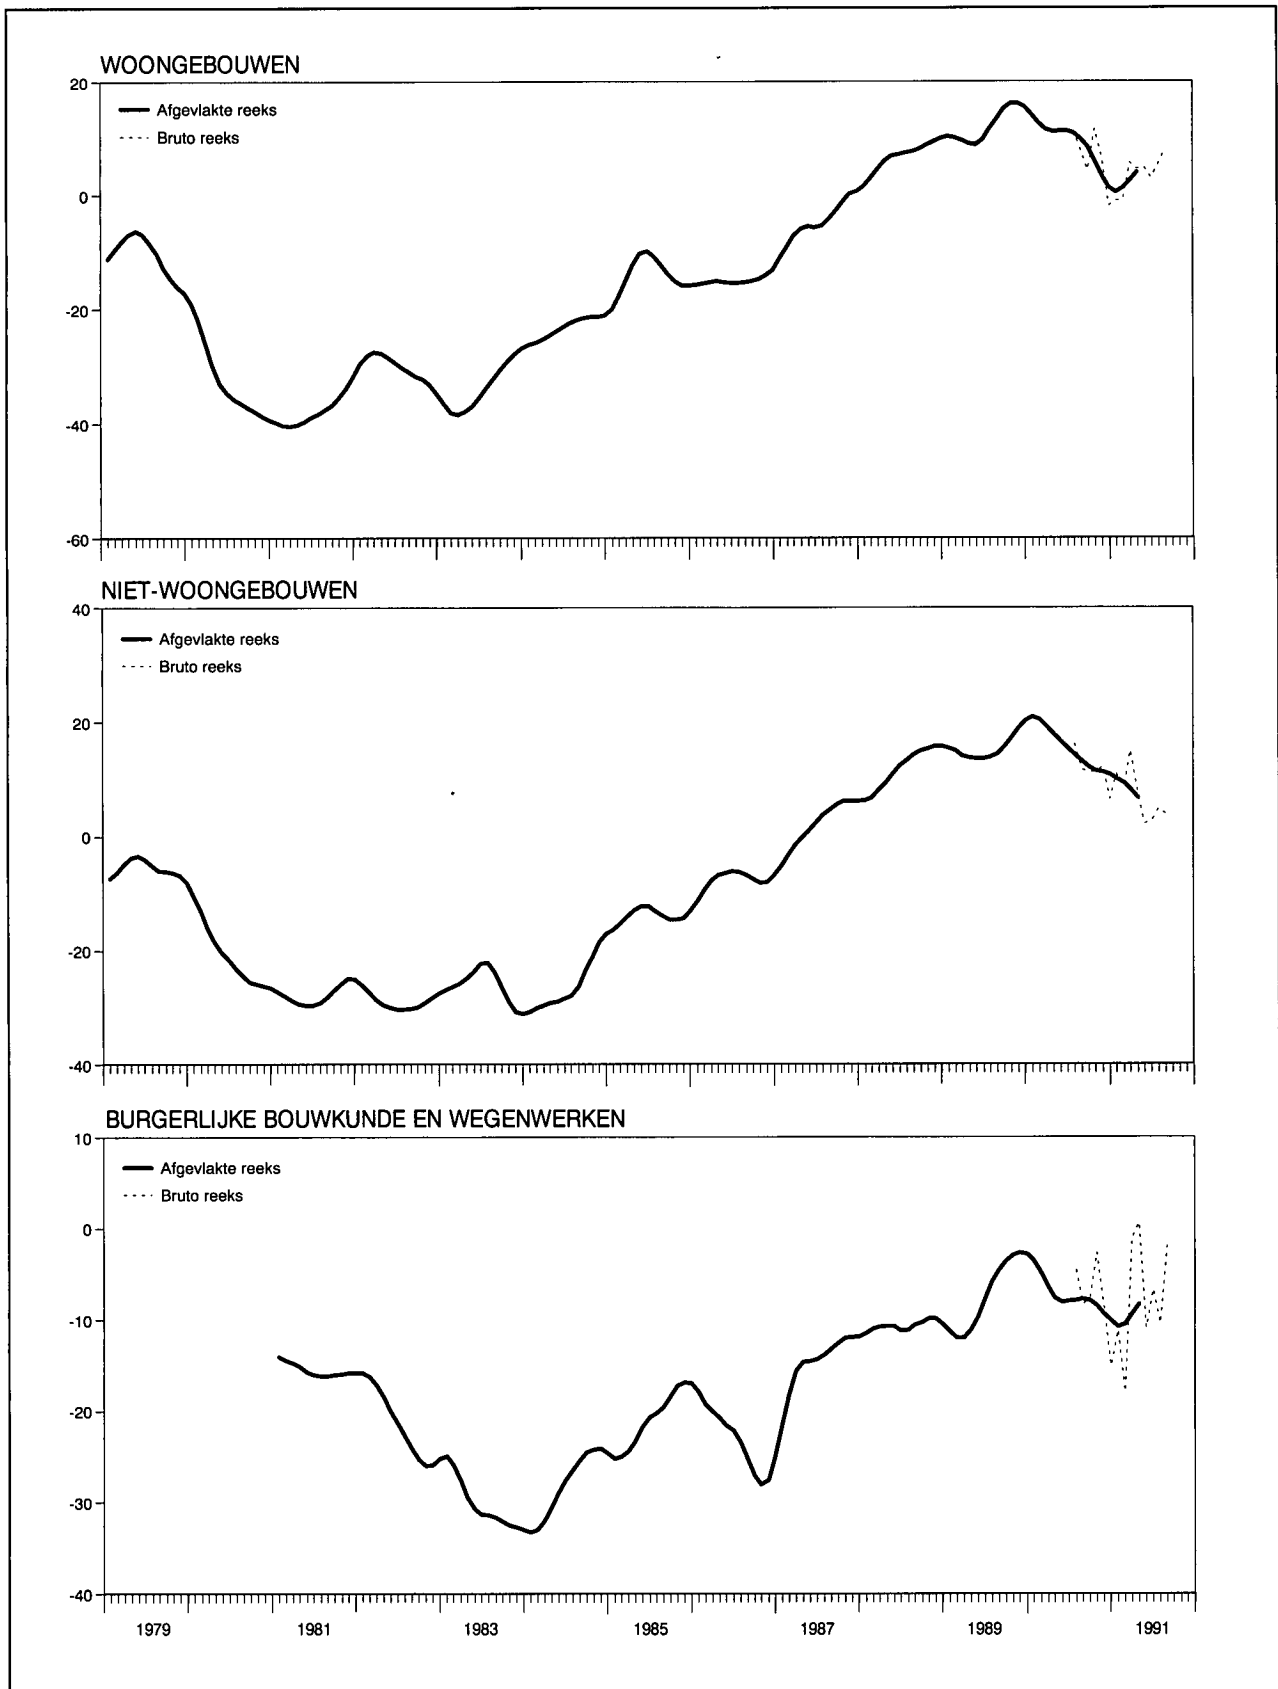 WOONGEBOUWEN
20
Afgevlakte reeks
Bruto reeks
0
-20
-40
-60
NIET-WOONGEBOUWEN
40
Afgevlakte reeks
Bruto reeks
20
0
-20
-40
BURGERLIJKE BOUWKUNDE EN WEGENWERKEN
10
Afgevlakte reeks
Bruto reeks
0
-10
-20
-30
-40
1979 1981 1983 1985 1987 1989 1991